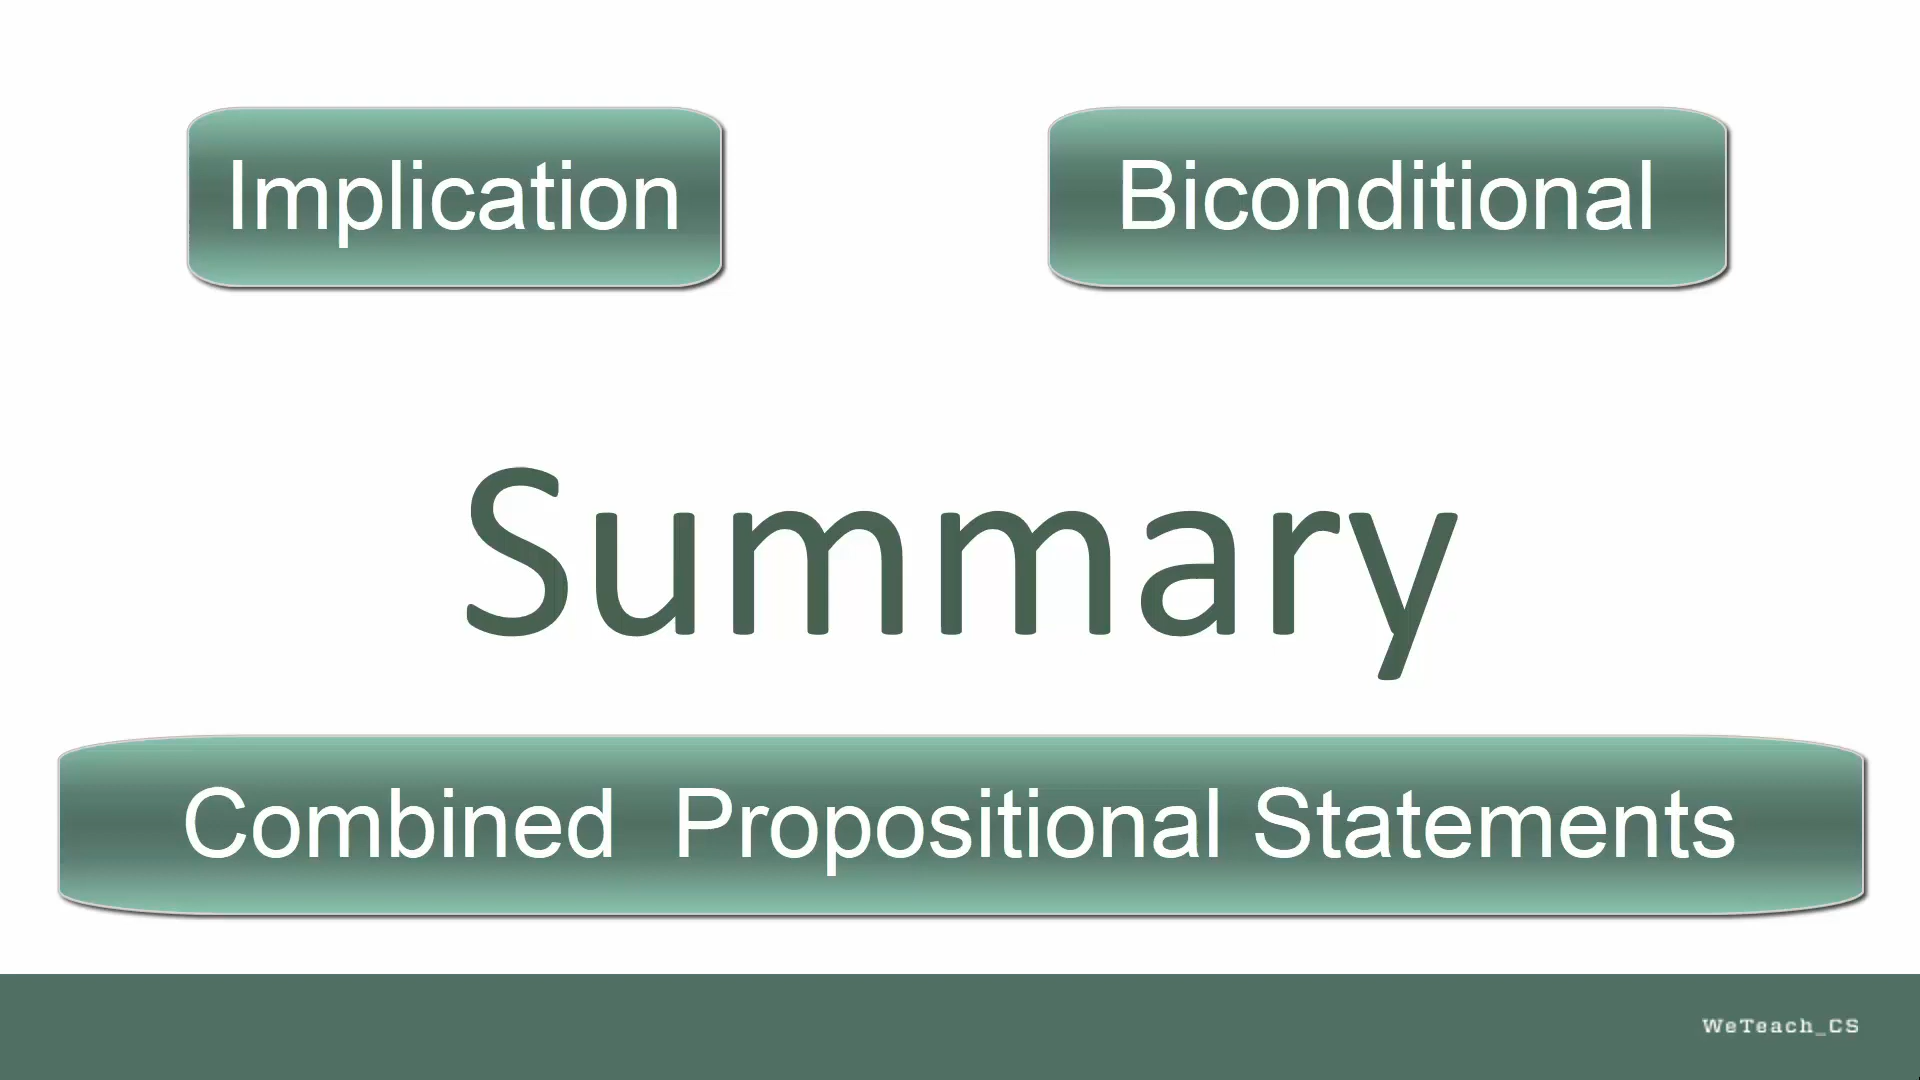 Implication
Biconditional
Summary
Combined  Propositional Statements
WeTeach_CS